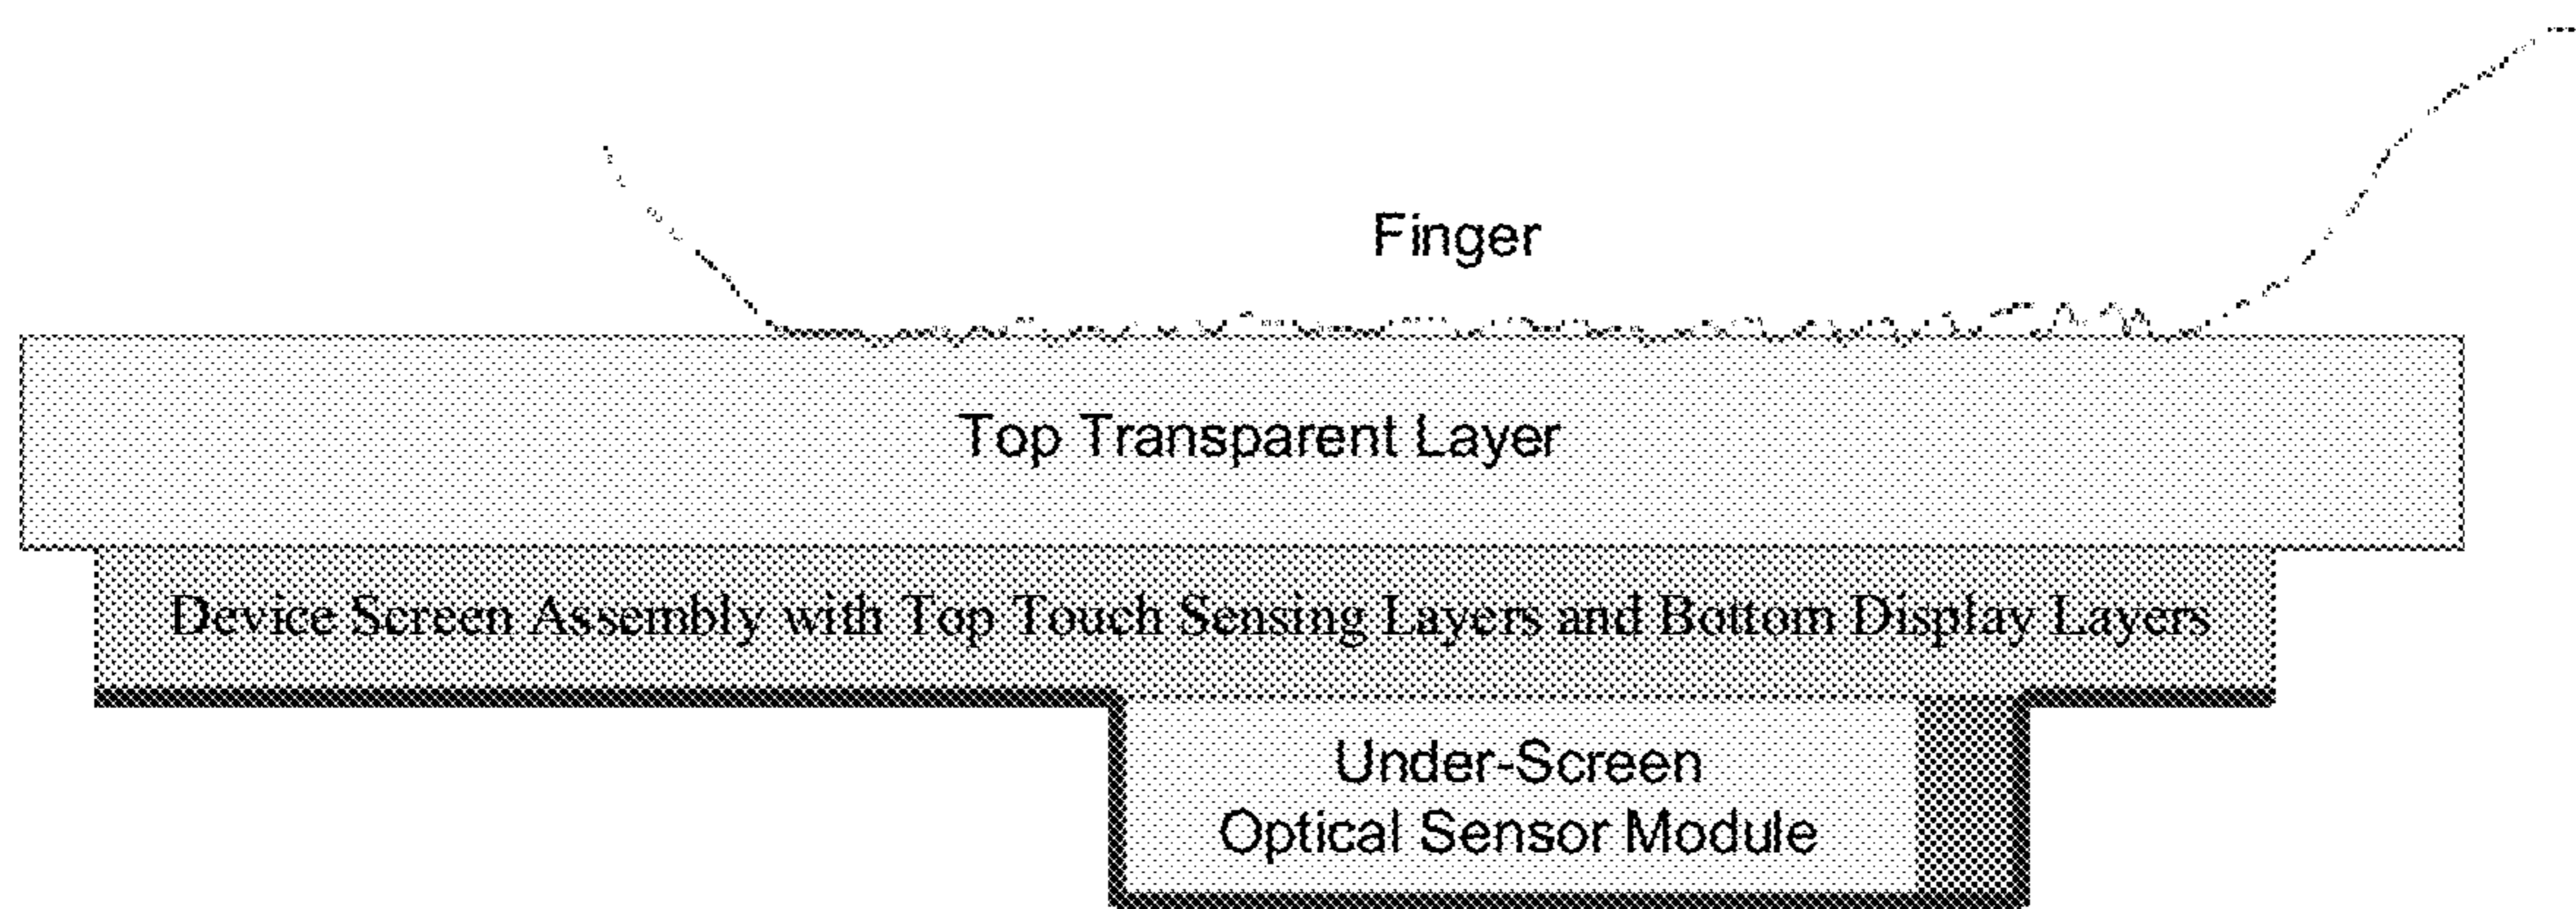 Finger
Top Transparent Layer
Device Screen Assembly with Top Touch Sensing Layers and Bottom Display Layers
Under-Screen
Optical Sensor Module